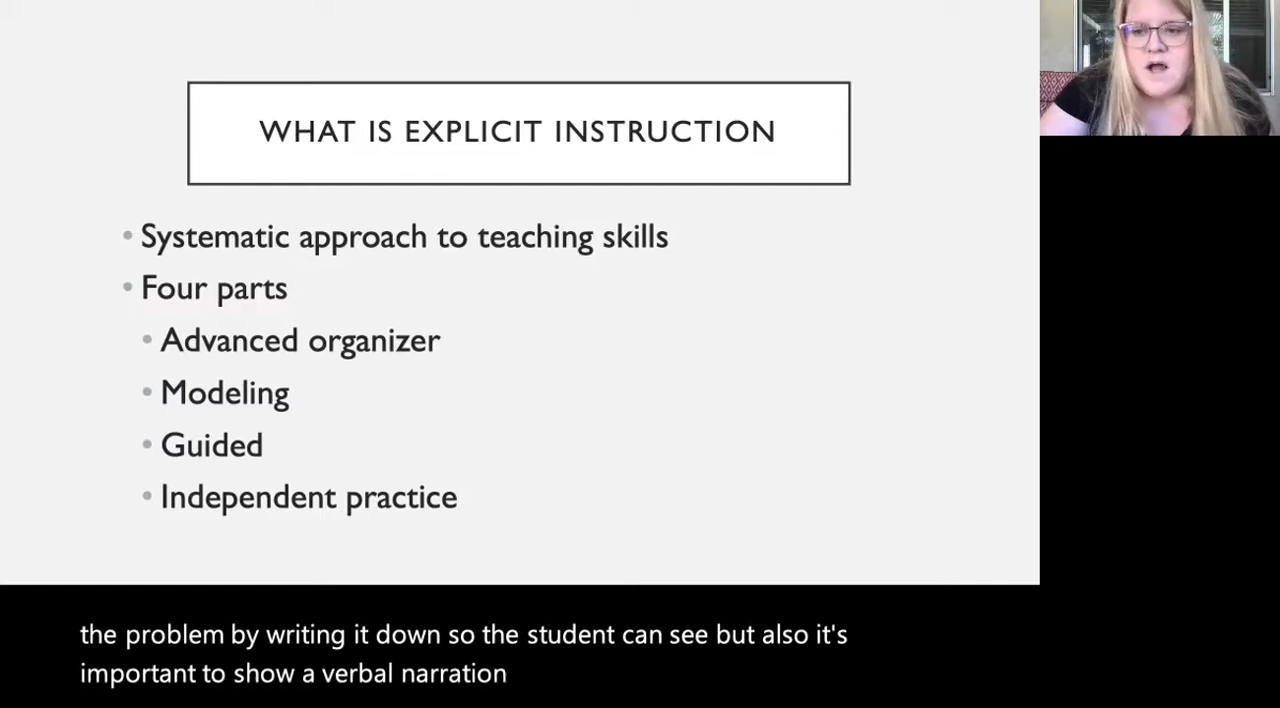 WHAT IS EXPLICIT INSTRUCTION
• Systematic approach to teaching skills
• Four parts
• Advanced organizer
• Modeling
• Guided
• Independent practice
the problem by writing it down so the student can see but also it's
important to show a verbal narration